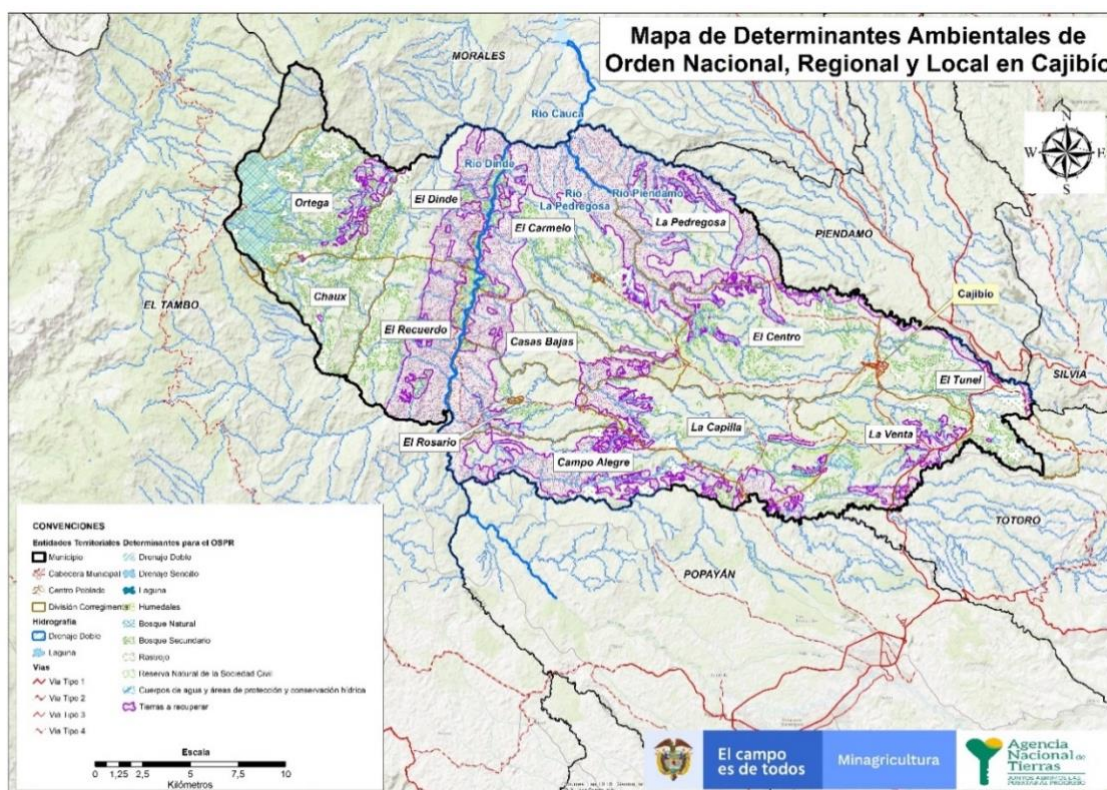 Mapa de Determinantes Ambientales de
Orden Nacional, Regional y Local en Cajibío
MORALES
Río Cauca
N
W
E
S
Río Dinde
Ortega
El Dinde
Río
La Pedregosa
Río Piendamo
La Pedregosa
El Carmelo
PIENDAMO
EL TAMBO
Cajibío
Chaux
El Recuerdo
Casas Bajas
El Centro
SILVIA
El Tunel
El Rosario
La Capilla
La Venta
Campo Alegre
TOTORO
POPAYÁN
CONVENCIONES
Entidades Territoriales
Municipio
Cabecera Municipal
Centro Poblado
División Corregimental
Hidrografía
Drenaje Doble
Laguna
Vías
Vía Tipo 1
Vía Tipo 2
Vía Tipo 3
Vía Tipo 4
Determinantes para el OSPR
Drenaje Doble
Drenaje Sencillo
Laguna
Humedales
Bosque Natural
Bosque Secundario
Rastrojo
Reserva Natural de la Sociedad Civil
Cuerpos de agua y áreas de protección y conservación hídrica
Tierras a recuperar
Escala
0 1,25 2,5 5 7,5 10
Kilómetros
El campo
es de todos
Minagricultura
Agencia
Nacional de
Tierras